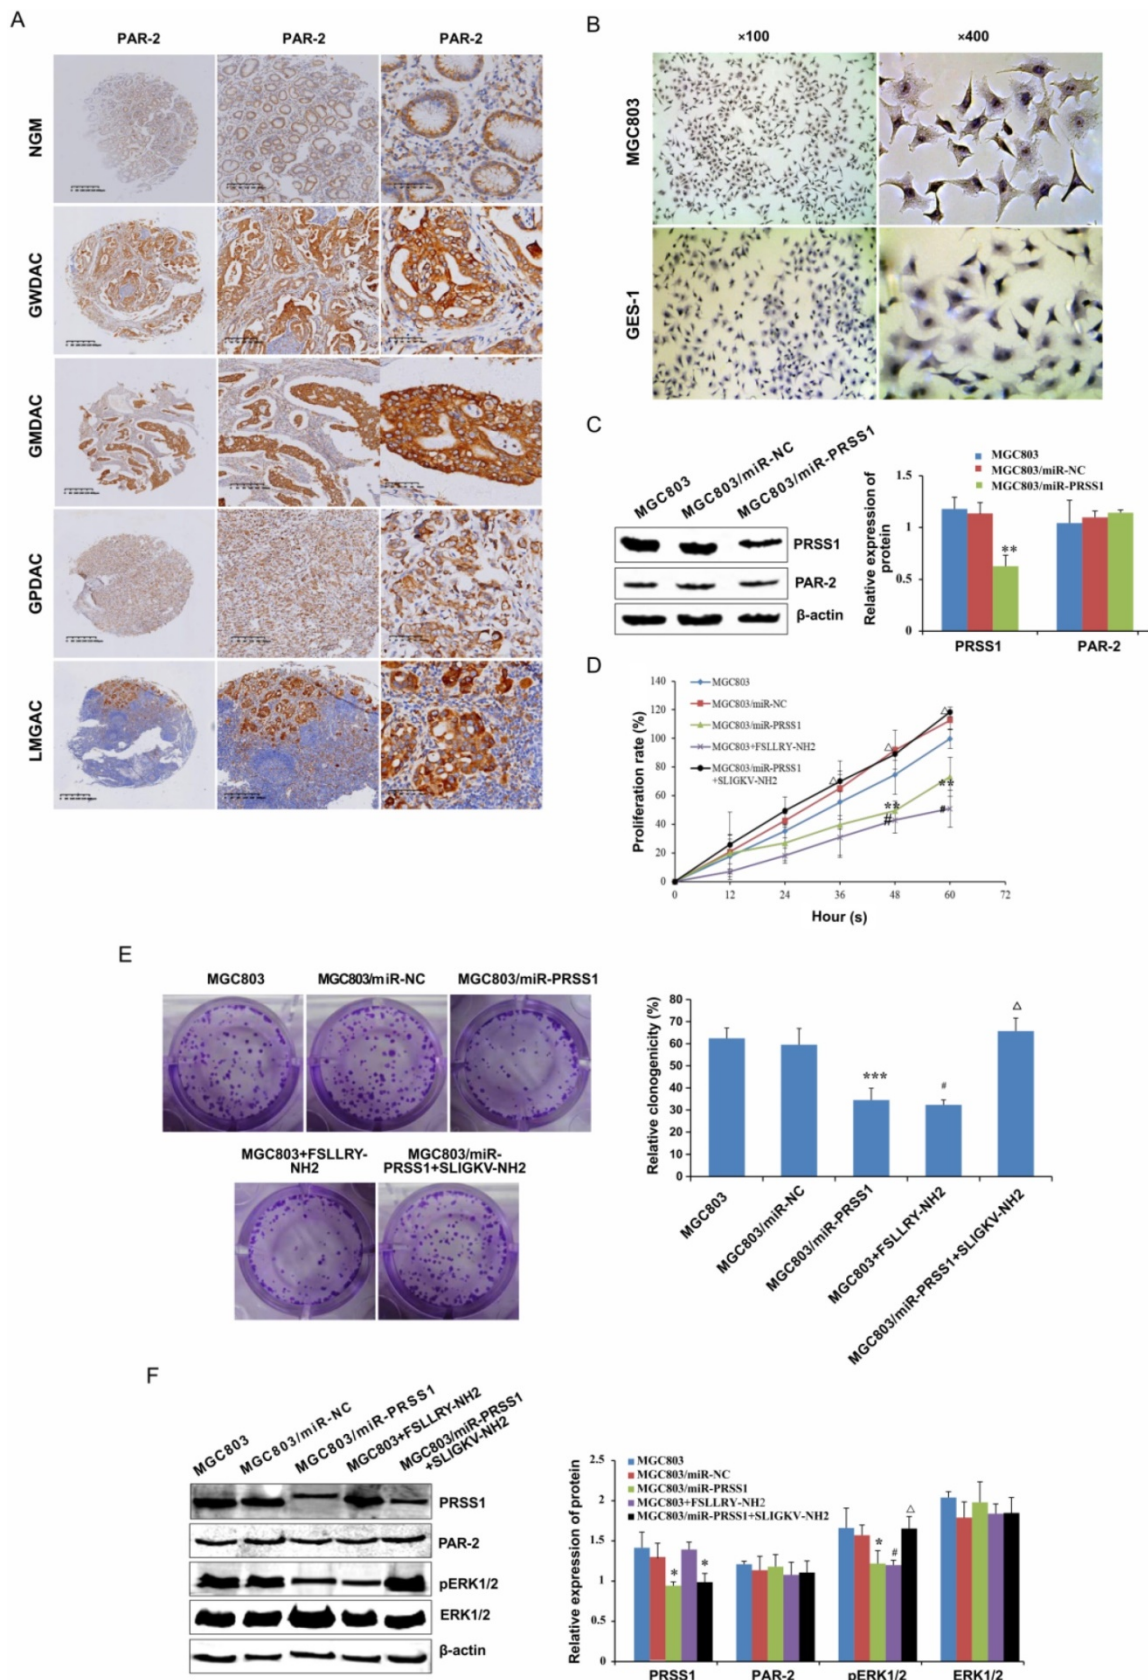 A
PAR-2 PAR-2 PAR-2
NGM
GWDAC
GMDAC
GPDAC
LMGAC
B
×100 ×400
MGC803
GES-1
C
MGC803
MGC803/miR-NC
MGC803/miR-PRSS1
PRSS1
PAR-2
β-actin
Relative expression of
protein
1.5
1
0.5
0
MGC803
MGC803/miR-NC
MGC803/miR-PRSS1
**
PRSS1 PAR-2
D
Proliferation rate (%)
140
120
100
80
60
40
20
0
MGC803
MGC803/miR-NC
MGC803/miR-PRSS1
MGC803+FSLLRY-NH2
MGC803/miR-PRSS1
+SLIGKV-NH2
△
△
△
**
#
**
#
0 12 24 36 48 60 72
Hour (s)
E
MGC803 MGC803/miR-NC MGC803/miR-PRSS1
MGC803+FSLLRY-
NH2
MGC803/miR-
PRSS1+SLIGKV-NH2
Relative clonogenicity (%)
80
70
60
50
40
30
20
10
0
***
#
△
MGC803
MGC803/miR-NC
MGC803/miR-PRSS1
MGC803+FSLLRY-NH2
MGC803/miR-PRSS1+SLIGKV-NH2
F
MGC803
MGC803/miR-NC
MGC803/miR-PRSS1
MGC803+FSLLRY-NH2
MGC803/miR-PRSS1
+SLIGKV-NH2
PRSS1
PAR-2
pERK1/2
ERK1/2
β-actin
Relative expression of protein
2.5
2
1.5
1
0.5
0
MGC803
MGC803/miR-NC
MGC803/miR-PRSS1
MGC803+FSLLRY-NH2
MGC803/miR-PRSS1+SLIGKV-NH2
*
*
*
#
△
PRSS1 PAR-2 pERK1/2 ERK1/2